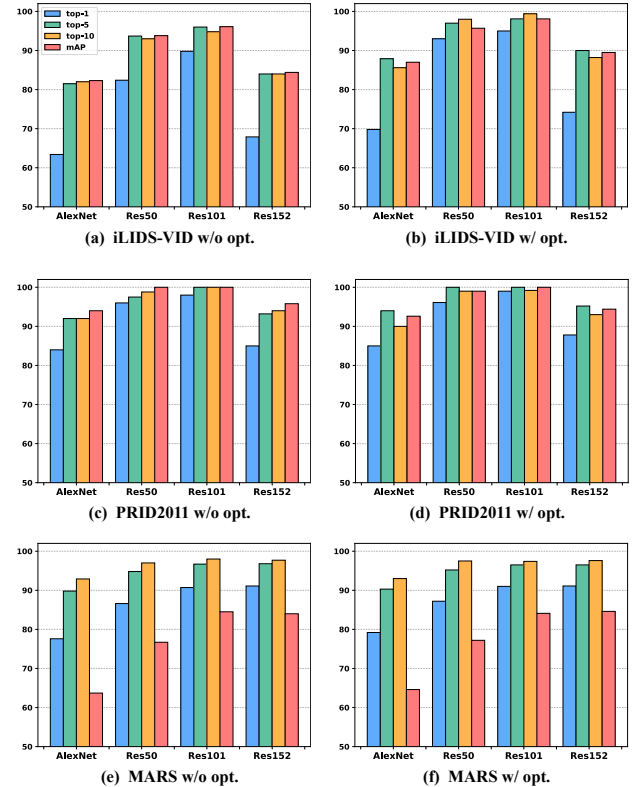 100
90
80
70
60
50
top-1
top-5
top-10
mAP
AlexNet Res50 Res101 Res152
(a) iLIDS-VID w/o opt.
100
90
80
70
60
50
AlexNet Res50 Res101 Res152
(b) iLIDS-VID w/ opt.
100
90
80
70
60
50
AlexNet Res50 Res101 Res152
(c) PRID2011 w/o opt.
100
90
80
70
60
50
AlexNet Res50 Res101 Res152
(d) PRID2011 w/ opt.
100
90
80
70
60
50
AlexNet Res50 Res101 Res152
(e) MARS w/o opt.
100
90
80
70
60
50
AlexNet Res50 Res101 Res152
(f) MARS w/ opt.